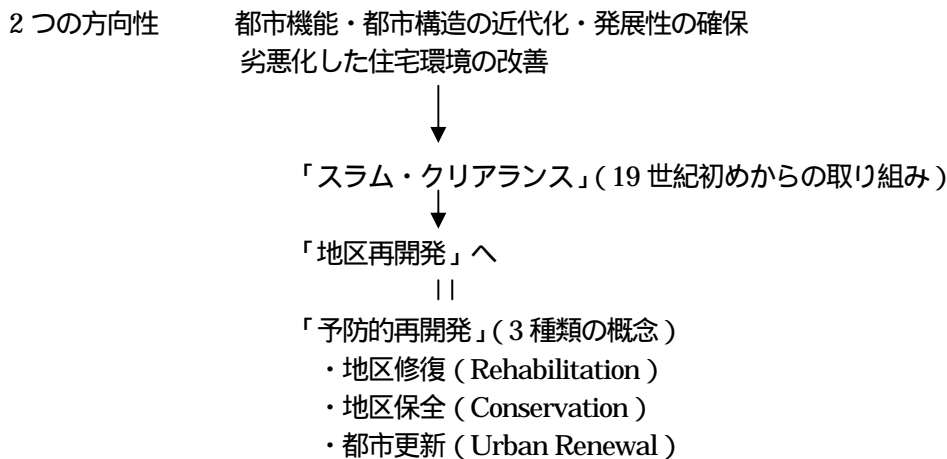 2 つの方向性　都市機能・都市構造の近代化・発展性の確保
劣悪化した住宅環境の改善
「スラム・クリアランス」( 19 世紀初めからの取り組み )
「地区再開発」へ
||
「予防的再開発」( 3 種類の概念 )
・地区修復 ( Rehabilitation )
・地区保全 ( Conservation )
・都市更新 ( Urban Renewal )